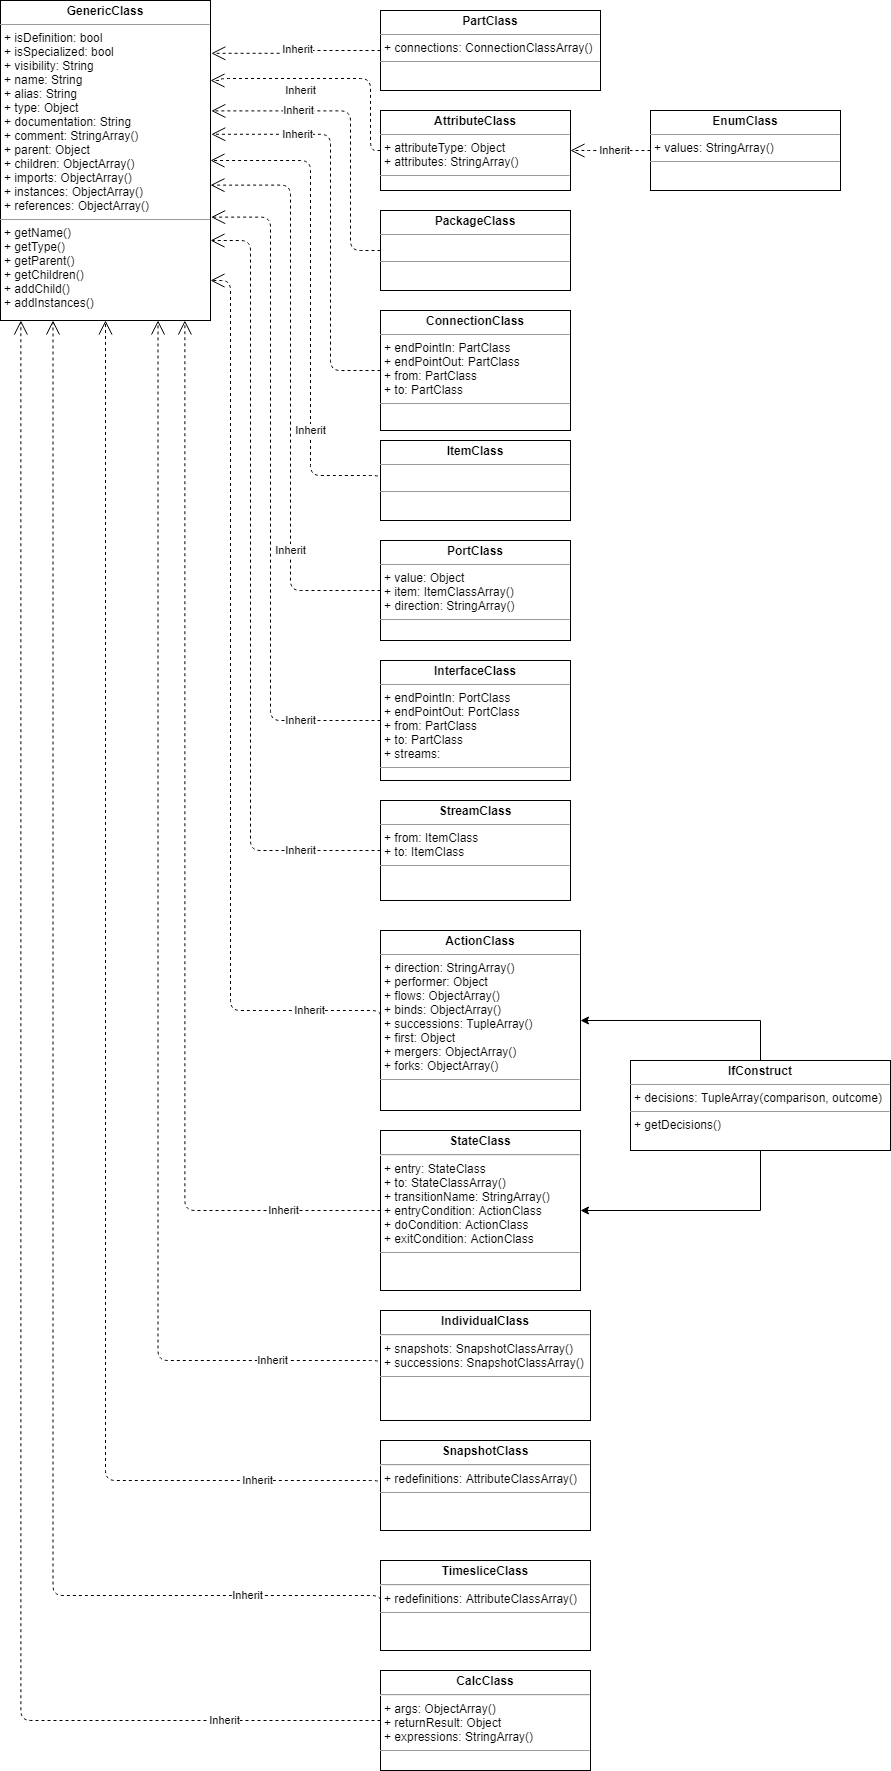 GenericClass
+ isDefinition: bool
+ isSpecialized: bool
+ visibility: String
+ name: String
+ alias: String
+ type: Object
+ documentation: String
+ comment: StringArray()
+ parent: Object
+ children: ObjectArray()
+ imports: ObjectArray()
+ instances: ObjectArray()
+ references: ObjectArray()
+ getName()
+ getType()
+ getParent()
+ getChildren()
+ addChild()
+ addInstances()
PartClass
+ connections: ConnectionClassArray()
Inherit
AttributeClass
+ attributeType: Object
+ attributes: StringArray()
Inherit
EnumClass
+ values: StringArray()
Inherit
PackageClass
Inherit
ConnectionClass
+ endPointIn: PartClass
+ endPointOut: PartClass
+ from: PartClass
+ to: PartClass
Inherit
ItemClass
Inherit
PortClass
+ value: Object
+ item: ItemClassArray()
+ direction: StringArray()
Inherit
InterfaceClass
+ endPointIn: PortClass
+ endPointOut: PortClass
+ from: PartClass
+ to: PartClass
+ streams:
Inherit
StreamClass
+ from: ItemClass
+ to: ItemClass
Inherit
ActionClass
+ direction: StringArray()
+ performer: Object
+ flows: ObjectArray()
+ binds: ObjectArray()
+ successions: TupleArray()
+ first: Object
+ mergers: ObjectArray()
+ forks: ObjectArray()
Inherit
IfConstruct
+ decisions: TupleArray(comparison, outcome)
+ getDecisions()
StateClass
+ entry: StateClass
+ to: StateClassArray()
+ transitionName: StringArray()
+ entryCondition: ActionClass
+ doCondition: ActionClass
+ exitCondition: ActionClass
Inherit
IndividualClass
+ snapshots: SnapshotClassArray()
+ successions: SnapshotClassArray()
Inherit
SnapshotClass
+ redefinitions: AttributeClassArray()
Inherit
TimesliceClass
+ redefinitions: AttributeClassArray()
Inherit
CalcClass
+ args: ObjectArray()
+ returnResult: Object
+ expressions: StringArray()
Inherit